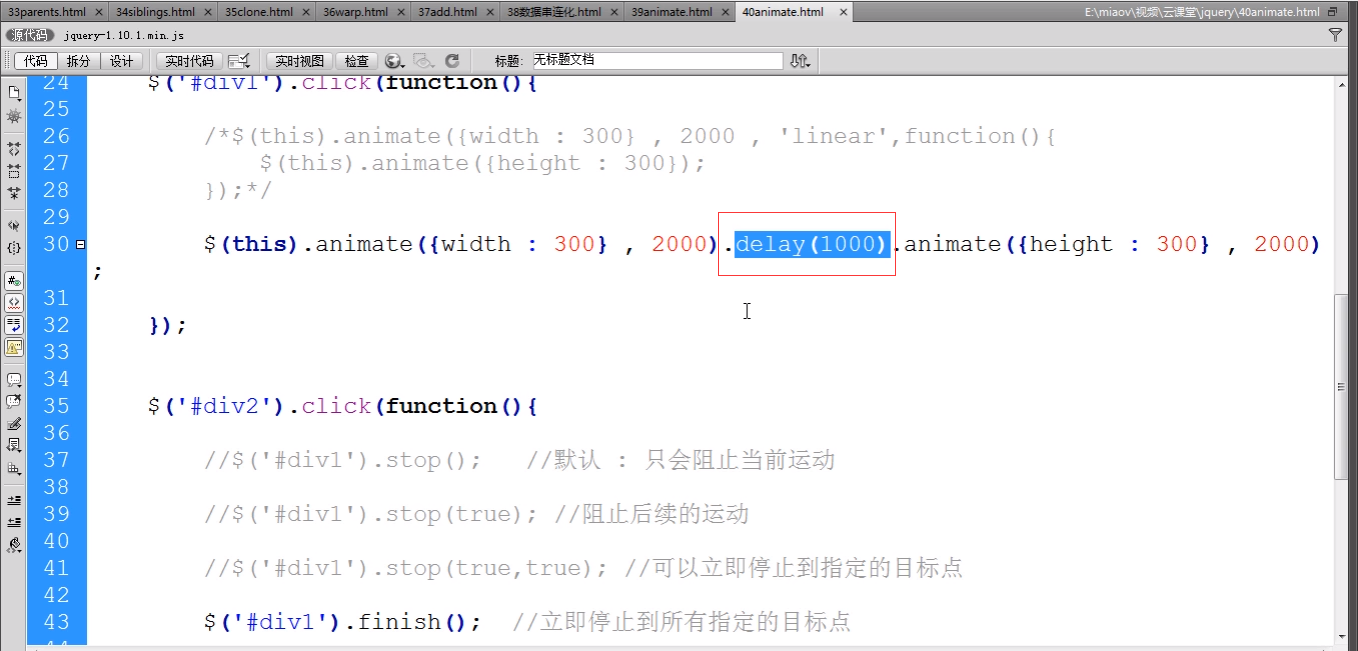 33parents.html × 34siblings.html × 35clone.html × 36warp.html × 37add.html × 38数据串连化.html × 39animate.html × 40animate.html × E:\miaov\视频\云课堂\jquery\40animate.html
源代码 jquery-1.10.1.min.js
代码 拆分 设计 实时代码 实时视图 检查 标题: 无标题文档
24 $('#div1').click(function(){
25
26 /*$(this).animate({width : 300} , 2000 , 'linear',function(){
27 $(this).animate({height : 300});
28 });*/
29
30 $(this).animate({width : 300} , 2000).delay(1000).animate({height : 300} , 2000)
;
31
32 });
33
34
35 $('#div2').click(function(){
36
37 //$('#div1').stop(); //默认 : 只会阻止当前运动
38
39 //$('#div1').stop(true); //阻止后续的运动
40
41 //$('#div1').stop(true,true); //可以立即停止到指定的目标点
42
43 $('#div1').finish(); //立即停止到所有指定的目标点
44